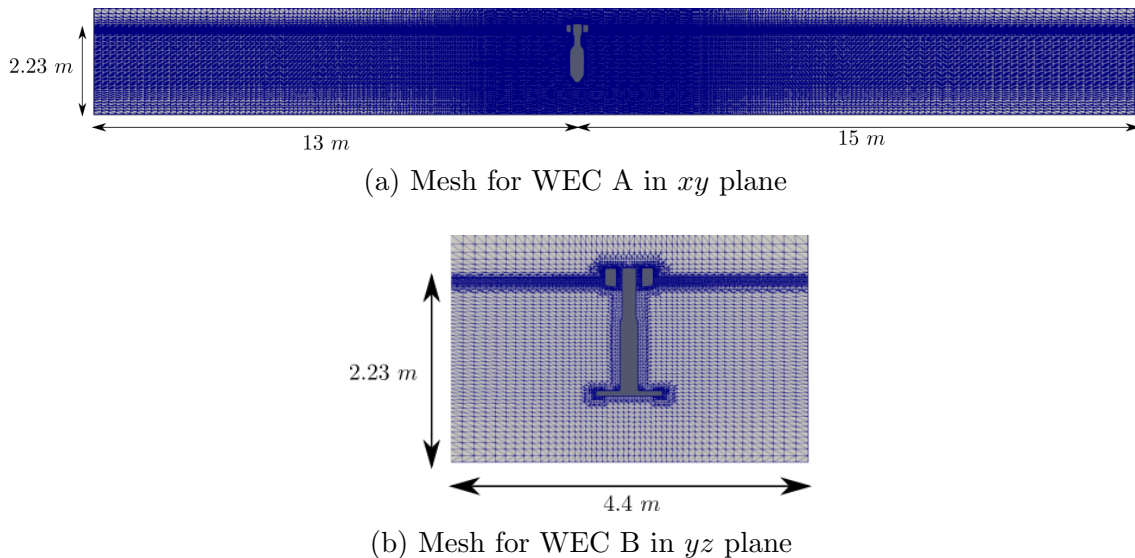 2.23 m
13 m
15 m
(a) Mesh for WEC A in xy plane
2.23 m
4.4 m
(b) Mesh for WEC B in yz plane